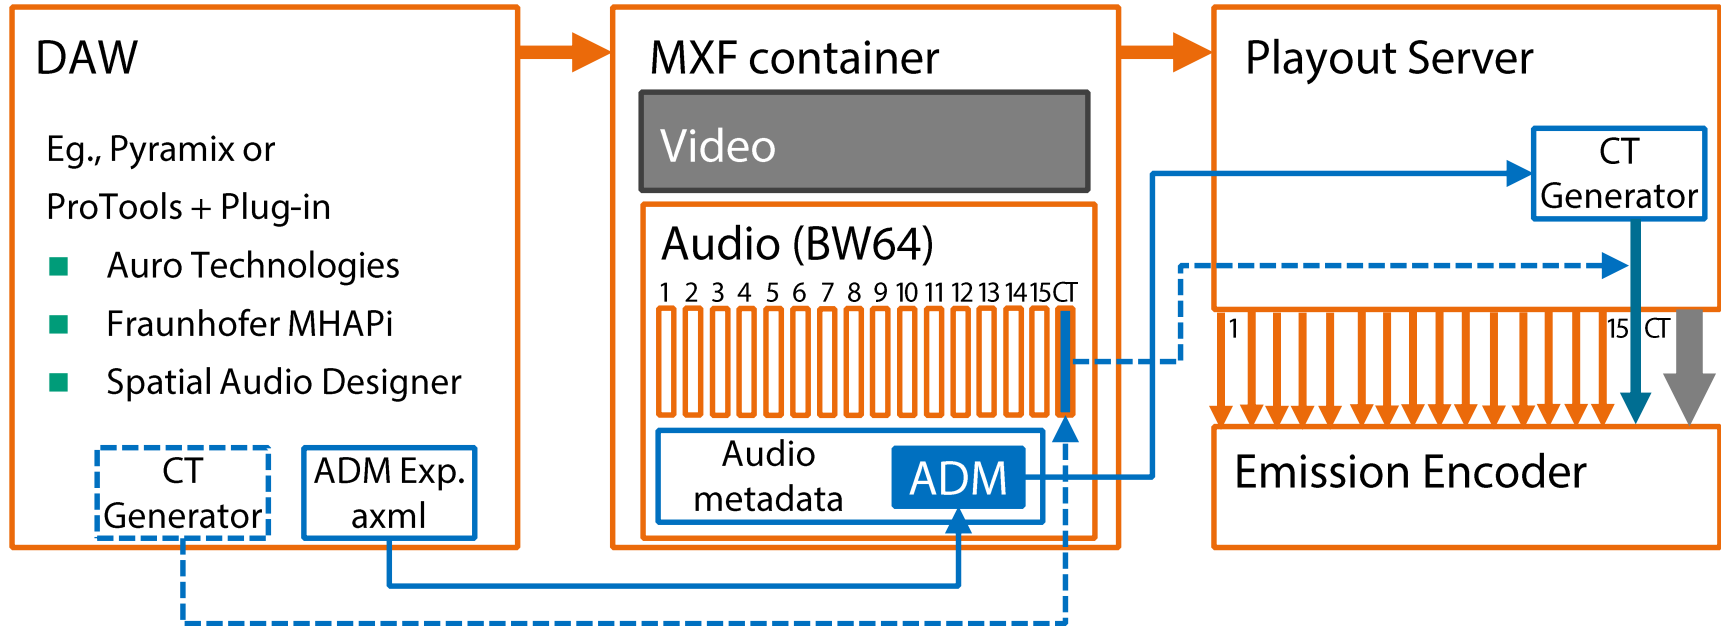 DAW
Eg., Pyramix or
ProTools + Plug-in
Auro Technologies
Fraunhofer MHAPi
Spatial Audio Designer
CT
Generator
ADM Exp.
axml
MXF container
Video
Audio (BW64)
1 2 3 4 5 6 7 8 9 10 11 12 13 14 15 CT
Audio
metadata
ADM
Playout Server
CT
Generator
1 15 CT
Emission Encoder